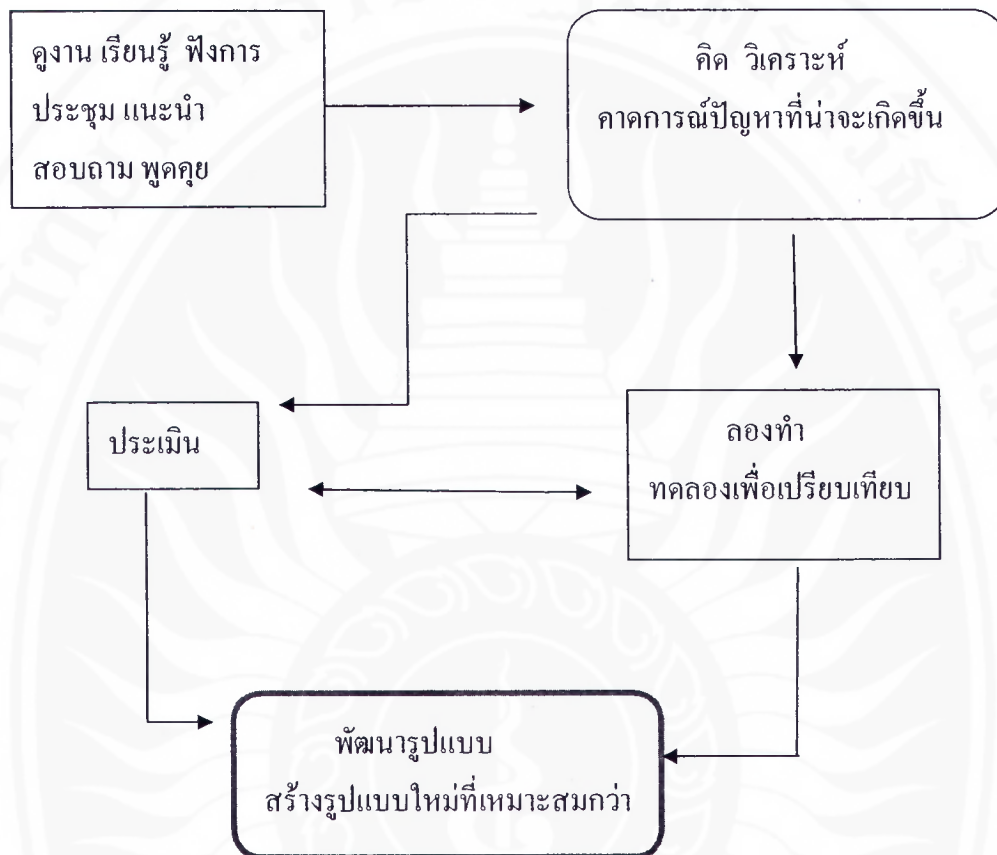 ดูงาน เรียนรู้ ฟังการ
ประชุม แนะนำ
สอบถาม พูดคุย
คิด วิเคราะห์
คาดการณ์ปัญหาที่น่าจะเกิดขึ้น
ประเมิน
ลองทำ
ทดลองเพื่อเปรียบเทียบ
พัฒนารูปแบบ
สร้างรูปแบบใหม่ที่เหมาะสมกว่า